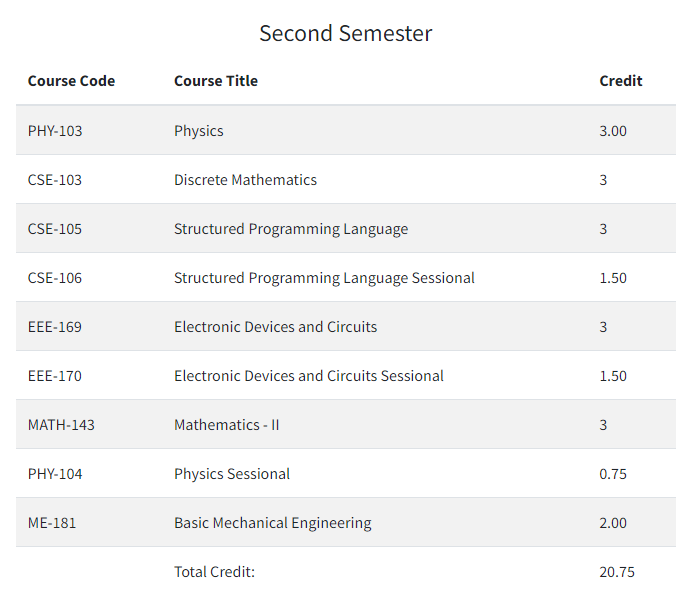 Second Semester
Course Code Course Title Credit
PHY-103 Physics 3.00
CSE-103 Discrete Mathematics 3
CSE-105 Structured Programming Language 3
CSE-106 Structured Programming Language Sessional 1.50
EEE-169 Electronic Devices and Circuits 3
EEE-170 Electronic Devices and Circuits Sessional 1.50
MATH-143 Mathematics - II 3
PHY-104 Physics Sessional 0.75
ME-181 Basic Mechanical Engineering 2.00
Total Credit: 20.75